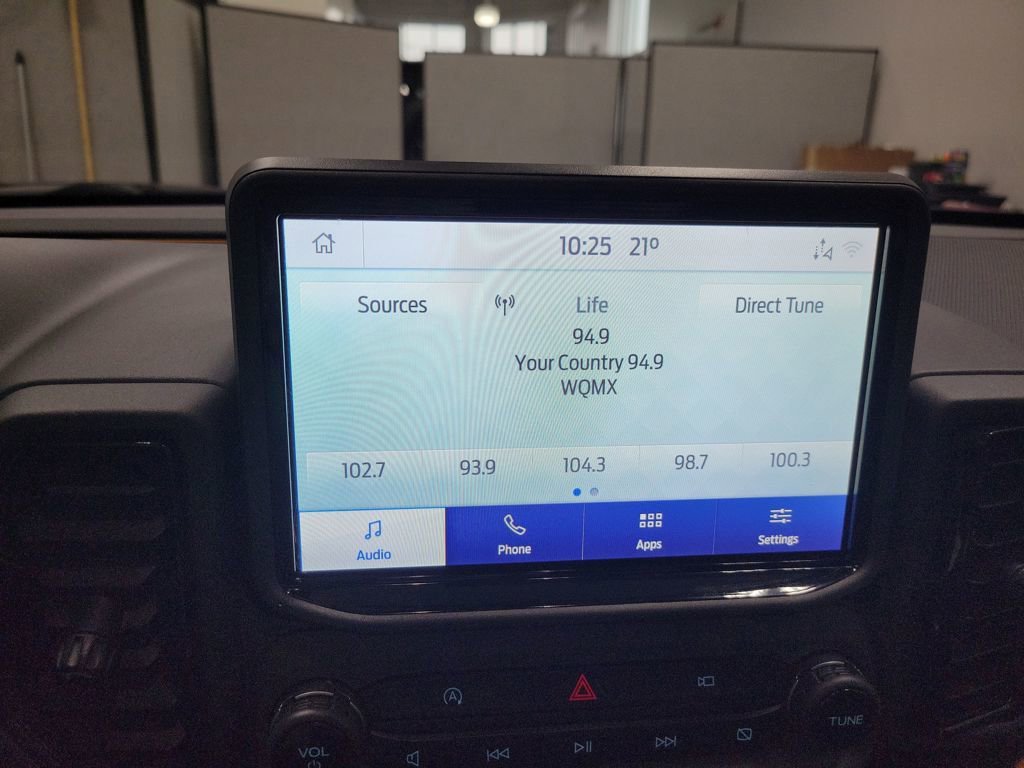 10:25 21º
Sources
Life
Direct Tune
94.9
Your Country 94.9
WQMX
102.7
93.9
104.3
98.7
100.3
Audio
Phone
Apps
Settings
A
VOL
TUNE